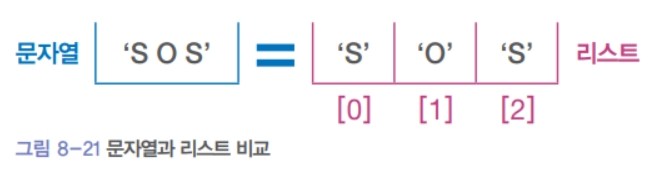 문자열 ‘S O S’ = ‘S’ ‘O’ ‘S’ 리스트
[0] [1] [2]
그림 8-21 문자열과 리스트 비교